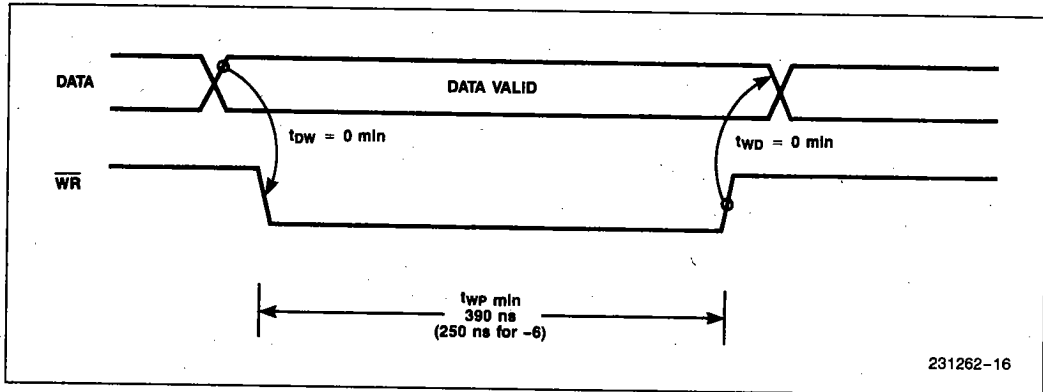 DATA
DATA VALID
tDW = 0 min
tWD = 0 min
WR
tWP min
390 ns
(250 ns for -6)
231262-16